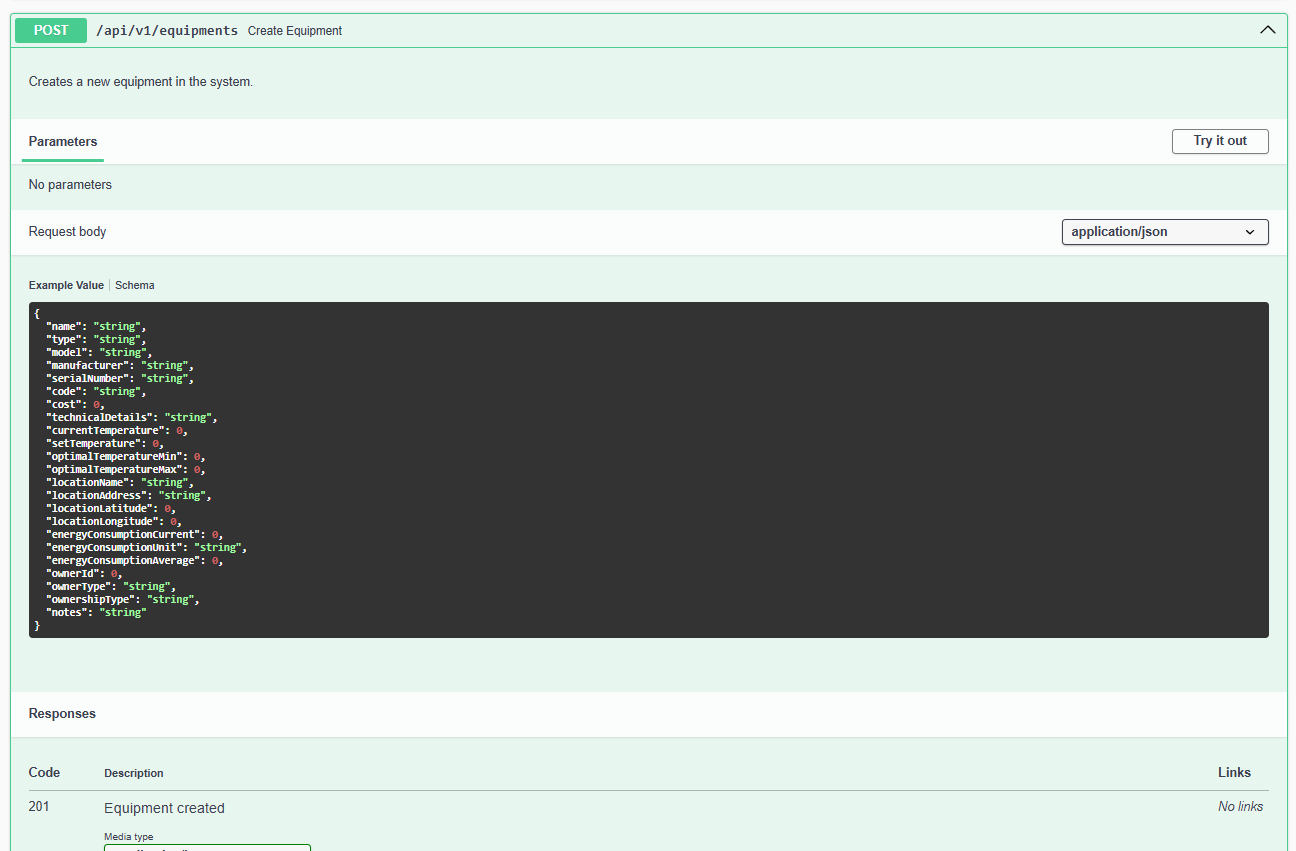 POST /api/v1/equipments Create Equipment
Creates a new equipment in the system.
Parameters
Try it out
No parameters
Request body
application/json
Example Value | Schema
{
"name": "string",
"type": "string",
"model": "string",
"manufacturer": "string",
"serialNumber": "string",
"code": "string",
"cost": 0,
"technicalDetails": "string",
"currentTemperature": 0,
"setTemperature": 0,
"optimalTemperatureMin": 0,
"optimalTemperatureMax": 0,
"locationName": "string",
"locationAddress": "string",
"locationLatitude": 0,
"locationLongitude": 0,
"energyConsumptionCurrent": 0,
"energyConsumptionUnit": "string",
"energyConsumptionAverage": 0,
"ownerId": 0,
"ownerType": "string",
"ownershipType": "string",
"notes": "string"
}
Responses
Code Description Links
201 Equipment created No links
Media type